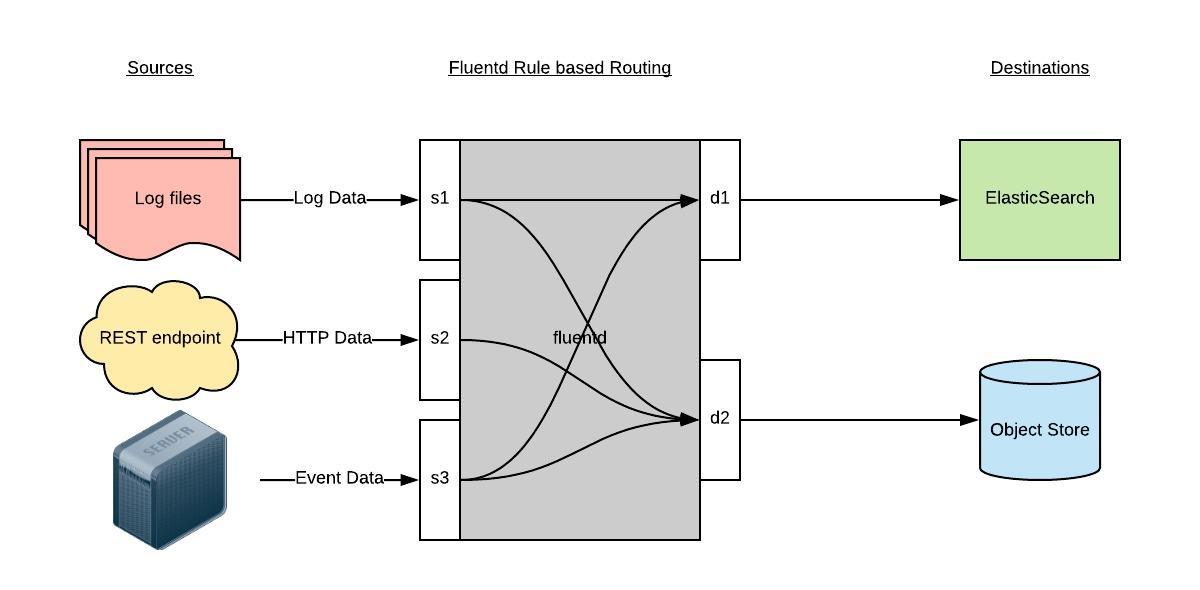 Sources
Fluentd Rule based Routing
Destinations
Log files
Log Data
s1
d1
ElasticSearch
REST endpoint
HTTP Data
s2
fluentd
d2
Object Store
SERVER
Event Data
s3